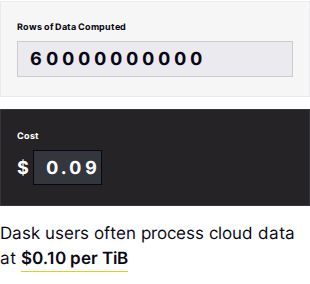 Rows of Data Computed
60000000000
Cost
$ 0.09
Dask users often process cloud data
at $0.10 per TiB